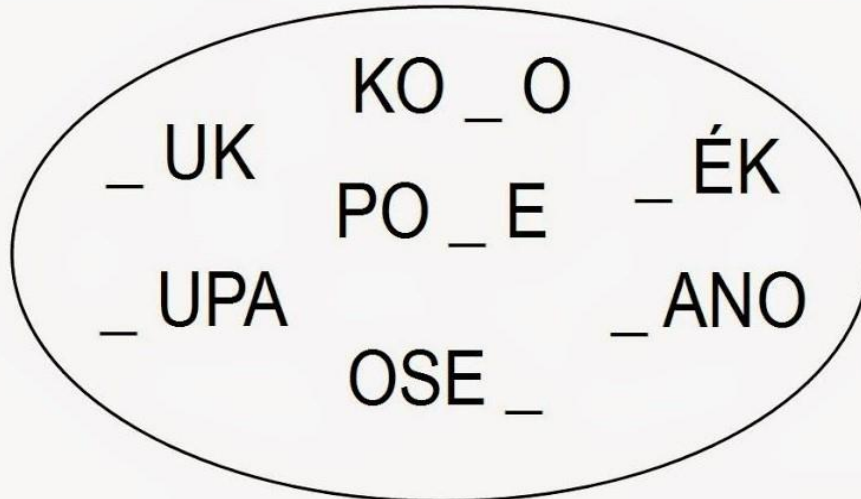 KO _ O
_ UK
_ ÉK
PO _ E
_ UPA
_ ANO
OSE _